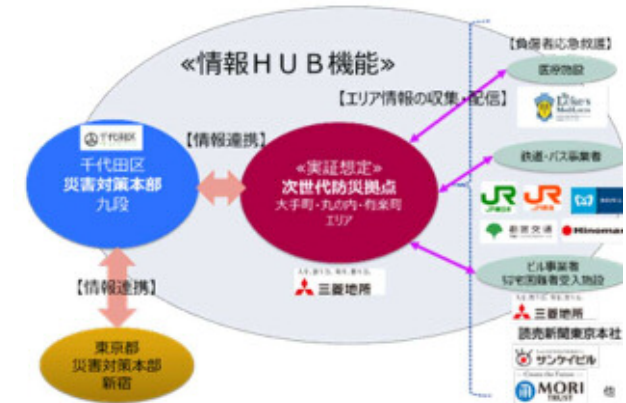 ≪情報HUB機能≫
【負傷者応急救護】
医療施設
St. Luke's
【エリア情報の収集・配信】
千代田区
【情報連携】
千代田区
災害対策本部
九段
≪実証想定≫
次世代防災拠点
大手町・丸の内・有楽町
エリア
鉄道・バス事業者
JR
JR
都営交通
Hinomaru
【情報連携】
三菱地所
ビル事業者
帰宅困難者受入施設
三菱地所
読売新聞東京本社
サンケイビル
MORI
TRUST
他
東京都
災害対策本部
新宿